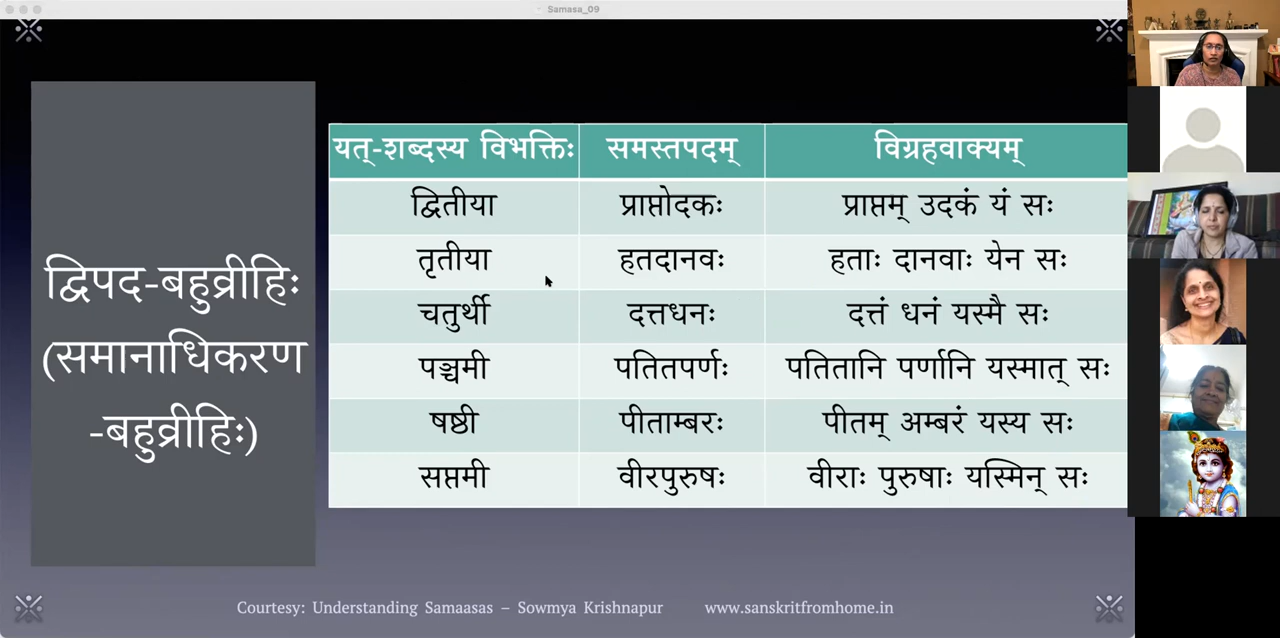 Samasa_09
द्विपद-बहुव्रीहिः
(समानाधिकरण
-बहुव्रीहिः)
यत्-शब्दस्य विभक्तिः समस्तपदम् विग्रहवाक्यम्
द्वितीया प्राप्तोदकः प्राप्तम् उदकं यं सः
तृतीया हतदानवः हताः दानवाः येन सः
चतुर्थी दत्तधनः दत्तं धनं यस्मै सः
पञ्चमी पतितपर्णः पतितानि पर्णानि यस्मात् सः
षष्ठी पीताम्बरः पीतम् अम्बरं यस्य सः
सप्तमी वीरपुरुषः वीराः पुरुषाः यस्मिन् सः
Courtesy: Understanding Samaasas – Sowmya Krishnapur www.sanskritfromhome.in